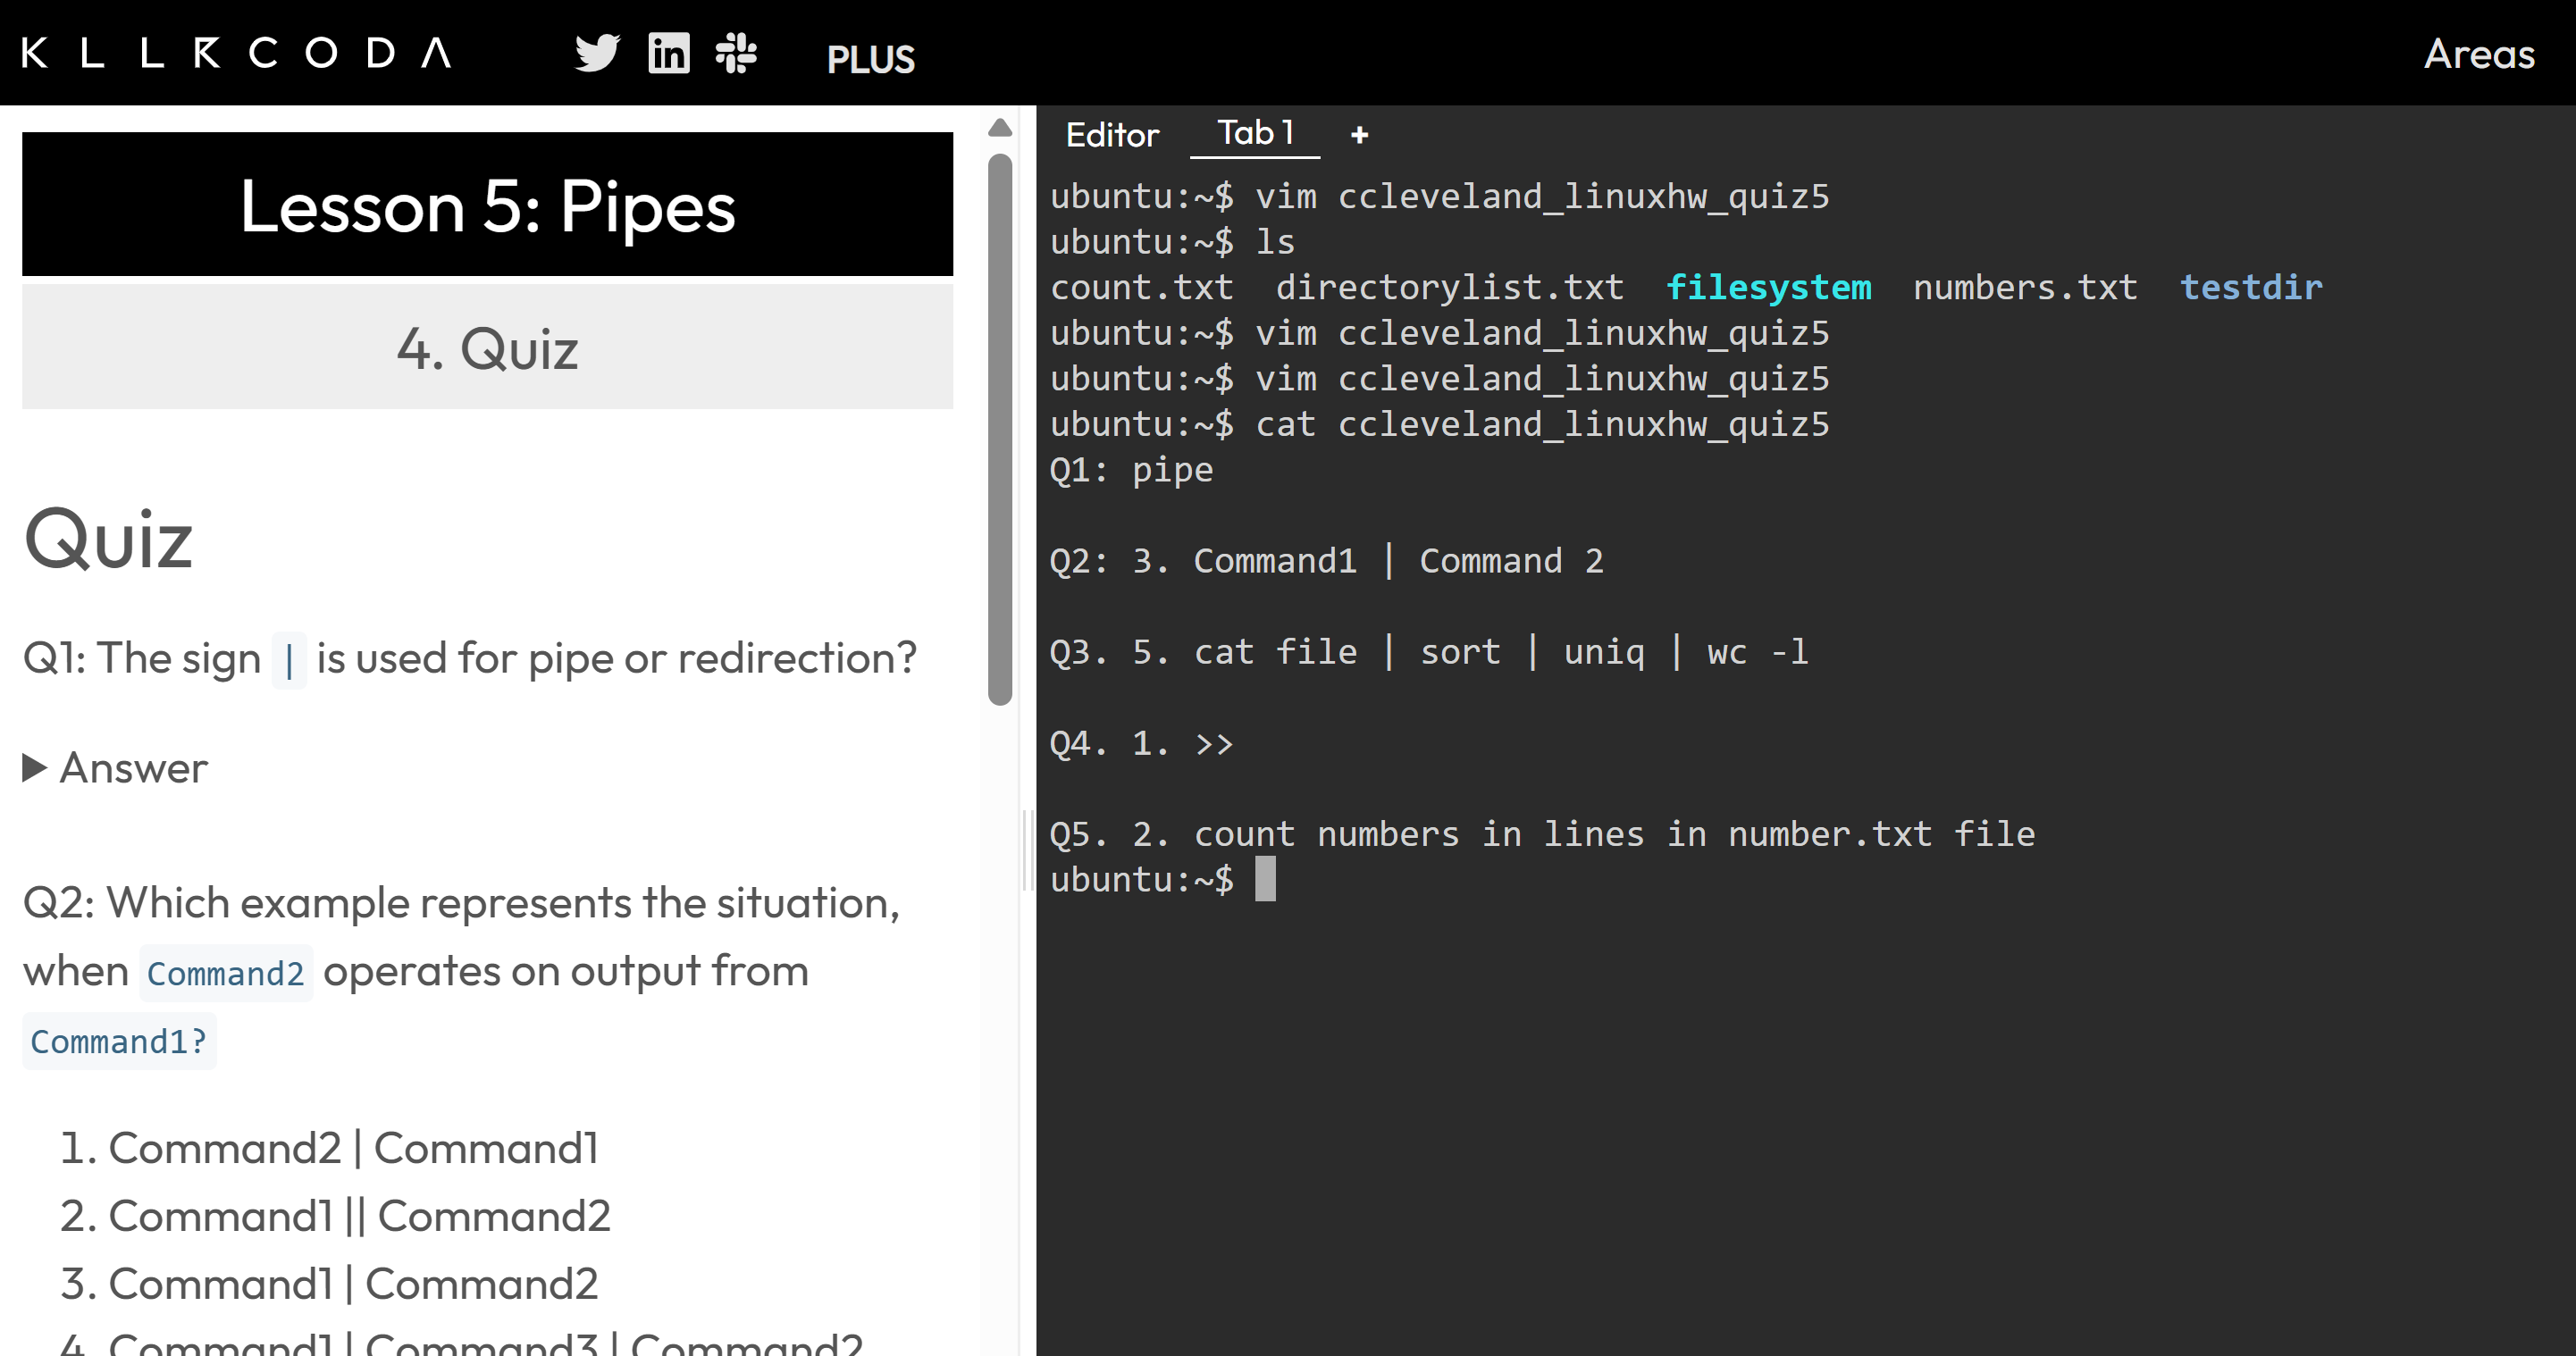 KLLRCODA
PLUS
Areas
Lesson 5: Pipes
4. Quiz
Quiz
Q1: The sign | is used for pipe or redirection?
▶ Answer
Q2: Which example represents the situation,
when Command2 operates on output from
Command1?
1. Command2 | Command1
2. Command1 || Command2
3. Command1 | Command2
4. Command1 | Command3 | Command2
Editor Tab 1 +
ubuntu:~$ vim ccleveland_linuxhw_quiz5
ubuntu:~$ ls
count.txt  directorylist.txt  filesystem  numbers.txt  testdir
ubuntu:~$ vim ccleveland_linuxhw_quiz5
ubuntu:~$ vim ccleveland_linuxhw_quiz5
ubuntu:~$ cat ccleveland_linuxhw_quiz5
Q1: pipe
Q2: 3. Command1 | Command 2
Q3. 5. cat file | sort | uniq | wc -l
Q4. 1. >>
Q5. 2. count numbers in lines in number.txt file
ubuntu:~$